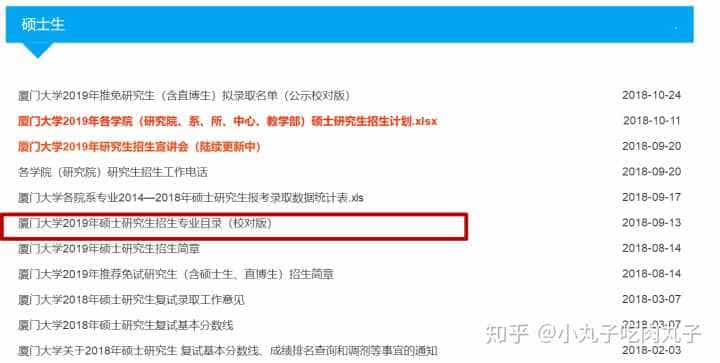 硕士生
厦门大学2019年推免研究生（含直博生）拟录取名单（公示校对版） 2018-10-24
厦门大学2019年各学院（研究院、系、所、中心、教学部）硕士研究生招生计划.xlsx 2018-10-11
厦门大学2019年研究生招生宣讲会（陆续更新中） 2018-09-20
各学院（研究院）研究生招生工作电话 2018-09-20
厦门大学各院系专业2014—2018年硕士研究生报考录取数据统计表.xls 2018-09-17
厦门大学2019年硕士研究生招生专业目录（校对版） 2018-09-13
厦门大学2019年硕士研究生招生简章 2018-08-14
厦门大学2019年推荐免试研究生（含硕士生、直博生）招生简章 2018-08-14
厦门大学2018年硕士研究生复试录取工作意见 2018-03-07
厦门大学2018年硕士研究生复试基本分数线 2018-03-07
厦门大学关于2018年硕士研究生 复试基本分数线、成绩排名查询和调剂等事宜的通知 2018-02-03
知乎 @小丸子吃肉丸子